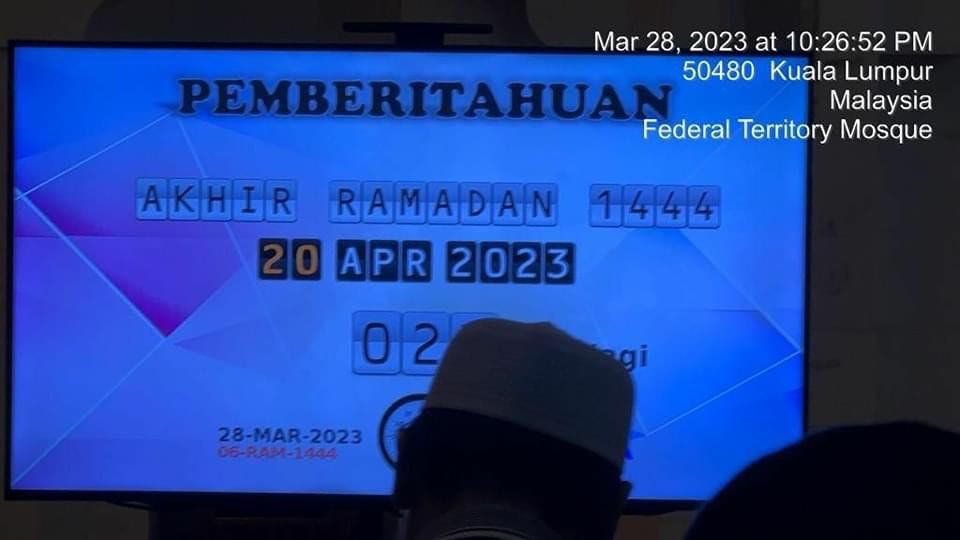 Mar 28, 2023 at 10:26:52 PM
50480 Kuala Lumpur
Malaysia
Federal Territory Mosque
PEMBERITAHUAN
AKHIR RAMADAN 1444
20 APR 2023
02
28-MAR-2023
06-RAM-1444